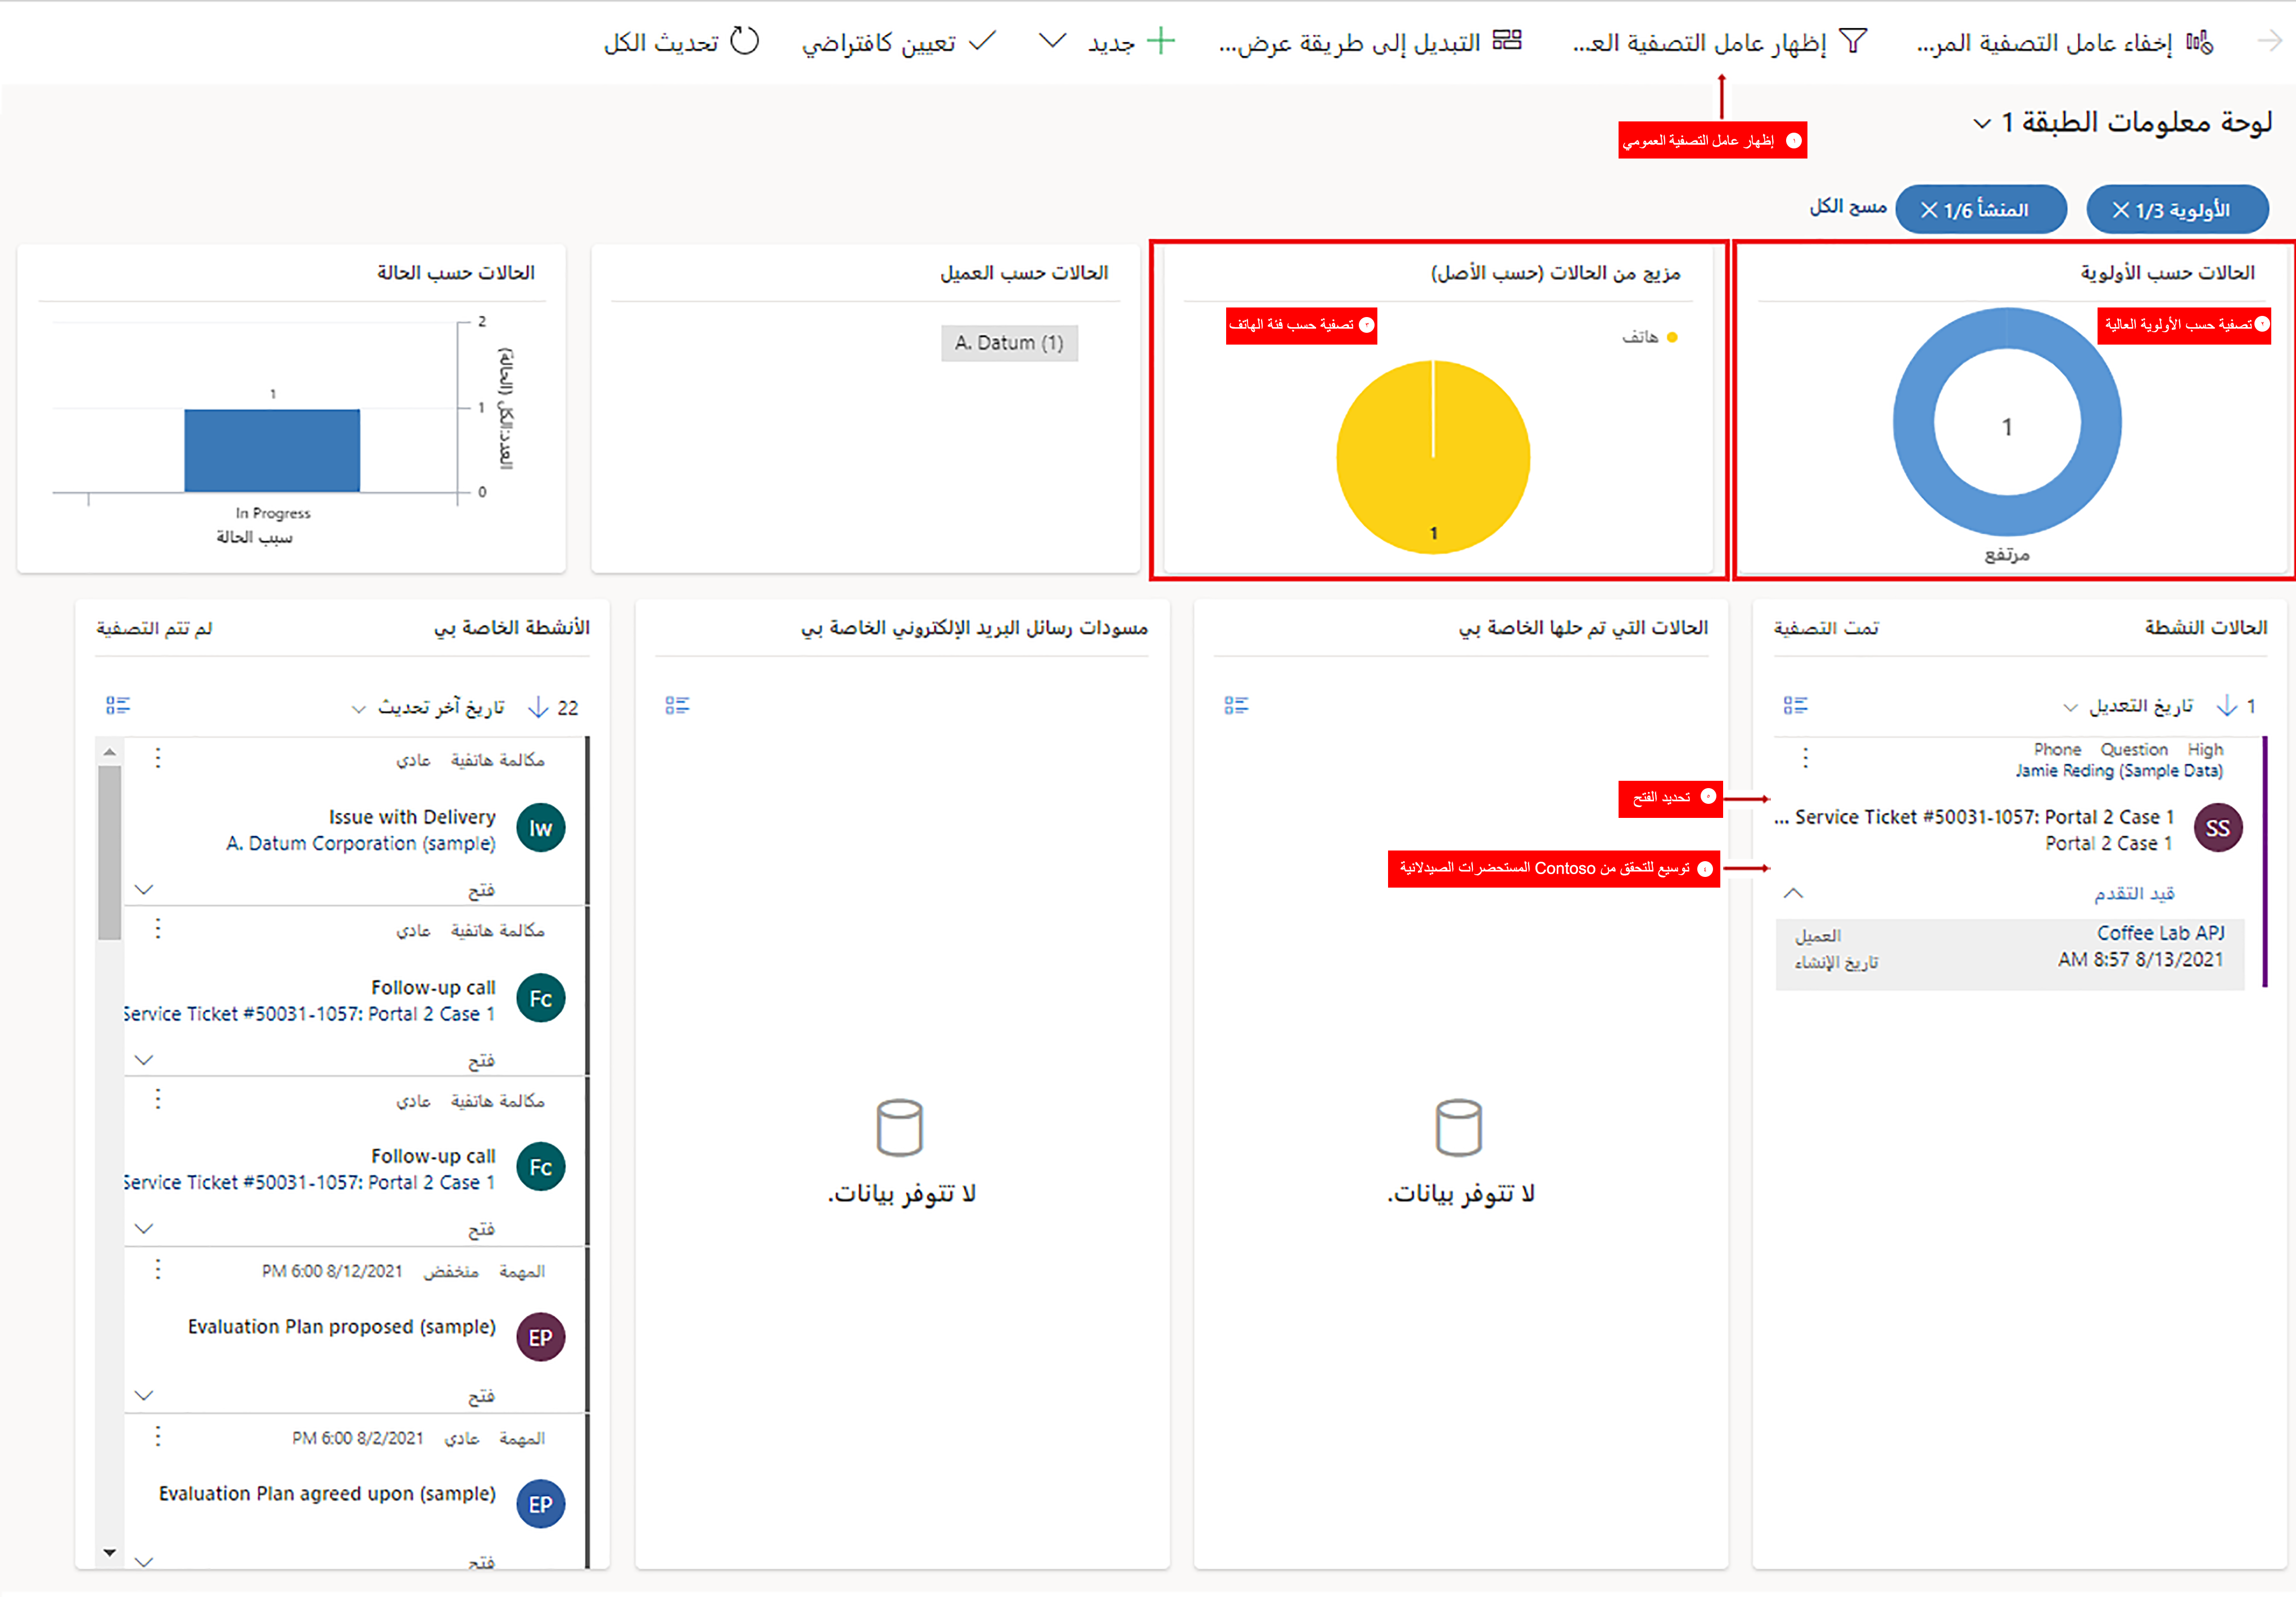 إخفاء عامل التصفية المر...
إظهار عامل التصفية الع...
التبديل إلى طريقة عرض...
جديد
تعيين كافتراضي
تحديث الكل
لوحة معلومات الطبقة 1
١ إظهار عامل التصفية العمومي
الأولوية 1/3
المنشأ 1/6
مسح الكل
الحالات حسب الأولوية
تصفية حسب الأولوية العالية
1
مرتفع
مزيج من الحالات (حسب الأصل)
تصفية حسب فئة الهاتف
هاتف
1
الحالات حسب العميل
A. Datum (1)
الحالات حسب الحالة
2
1
0
العدد:الكل (الحالة)
1
In Progress
سبب الحالة
الحالات النشطة
تمت التصفية
1 تاريخ التعديل
High Question Phone
Jamie Reding (Sample Data)
SS
Service Ticket #50031-1057: Portal 2 Case 1 ...
Portal 2 Case 1
تحديد الفتح
توسيع للتحقق من Contoso المستحضرات الصيدلانية
قيد التقدم
Coffee Lab APJ العميل
8/13/2021 8:57 AM تاريخ الإنشاء
الحالات التي تم حلها الخاصة بي
لا تتوفر بيانات.
مسودات رسائل البريد الإلكتروني الخاصة بي
لا تتوفر بيانات.
الأنشطة الخاصة بي
لم تتم التصفية
22 تاريخ آخر تحديث
مكالمة هاتفية عادي
Iw
Issue with Delivery
A. Datum Corporation (sample)
فتح
مكالمة هاتفية عادي
Fc
Follow-up call
Service Ticket #50031-1057: Portal 2 Case 1
فتح
مكالمة هاتفية عادي
Fc
Follow-up call
Service Ticket #50031-1057: Portal 2 Case 1
فتح
المهمة منخفض 8/12/2021 6:00 PM
EP
Evaluation Plan proposed (sample)
فتح
المهمة عادي 8/2/2021 6:00 PM
EP
Evaluation Plan agreed upon (sample)
فتح